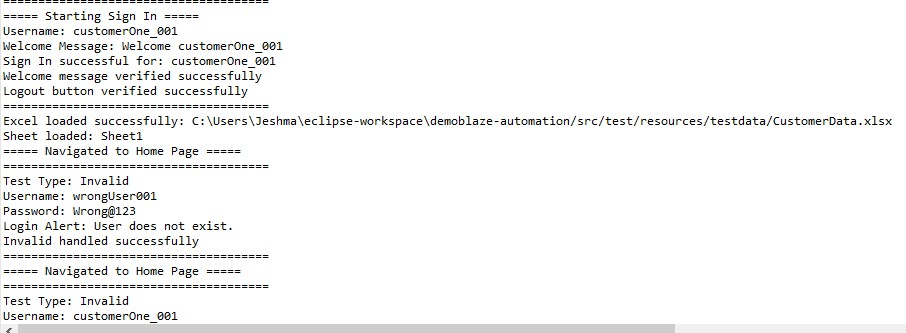 =====================================
===== Starting Sign In =====
Username: customerOne_001
Welcome Message: Welcome customerOne_001
Sign In successful for: customerOne_001
Welcome message verified successfully
Logout button verified successfully
=====================================
Excel loaded successfully: C:\Users\Jeshma\eclipse-workspace\demoblaze-automation/src/test/resources/testdata/CustomerData.xlsx
Sheet loaded: Sheet1
===== Navigated to Home Page =====
=====================================
Test Type: Invalid
Username: wrongUser001
Password: Wrong@123
Login Alert: User does not exist.
Invalid handled successfully
=====================================
===== Navigated to Home Page =====
=====================================
Test Type: Invalid
Username: customerOne_001